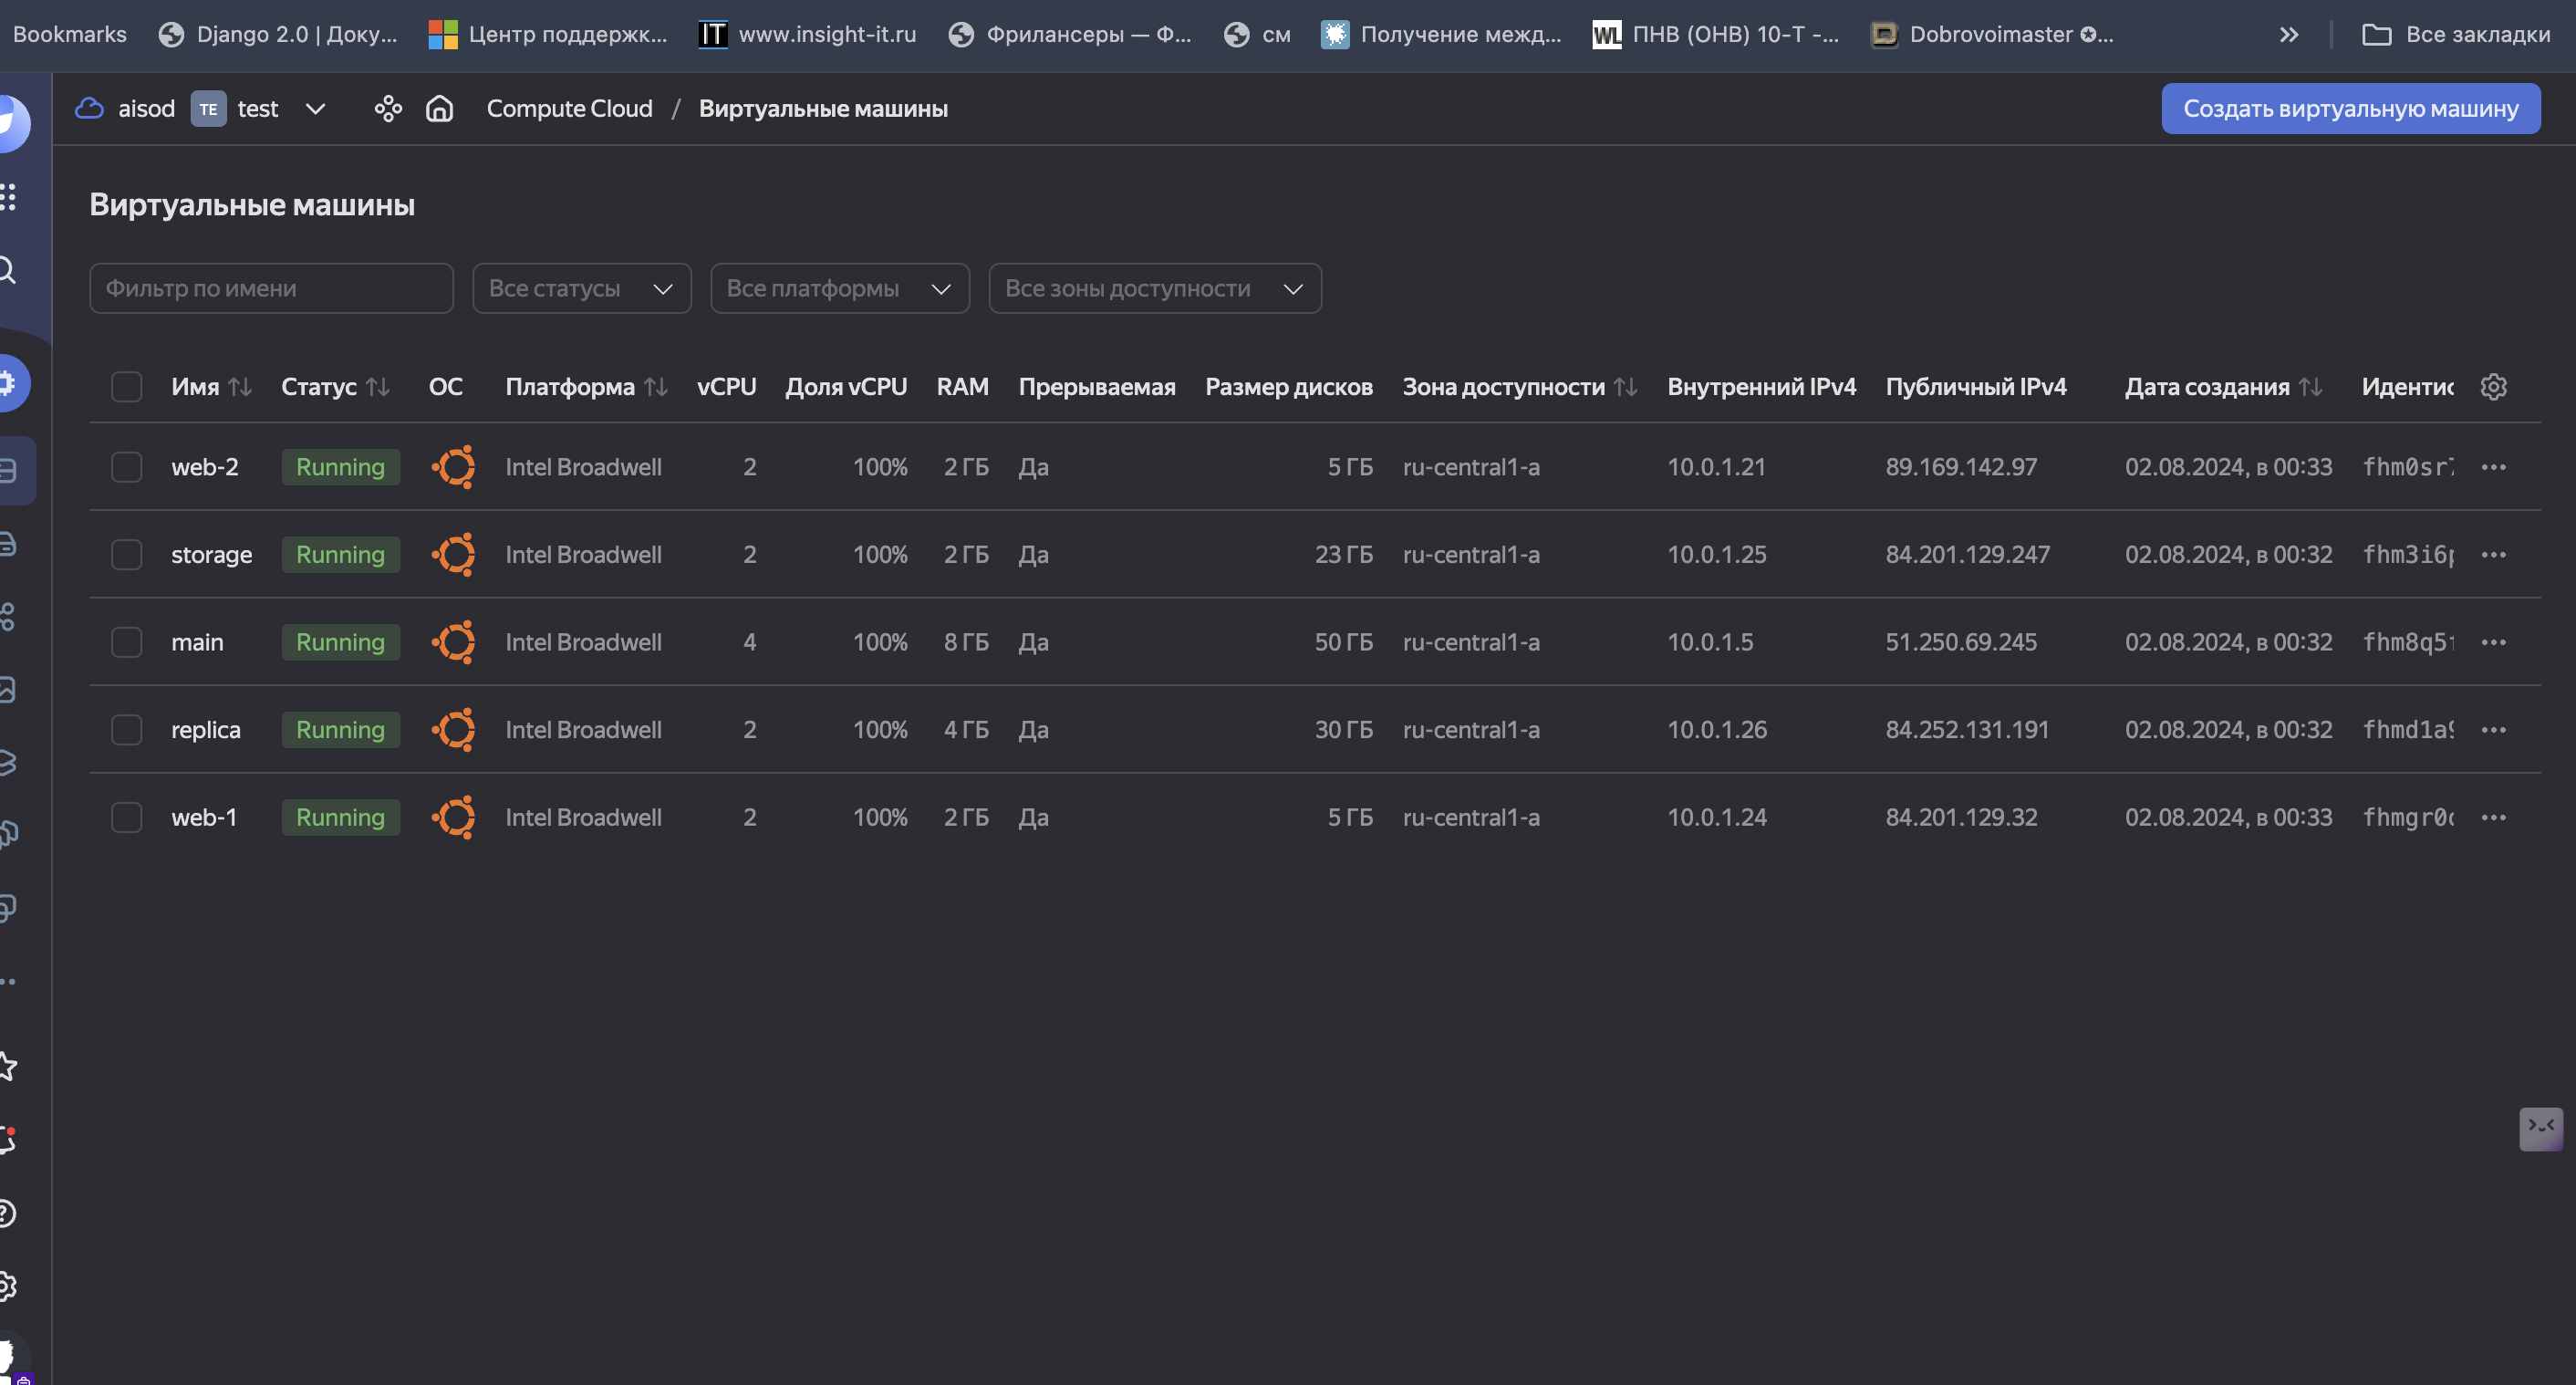 Bookmarks Django 2.0 | Доку... Центр поддержк... IT www.insight-it.ru Фрилансеры — Ф... см Получение межд... WL ПНВ (ОНВ) 10-Т -... Dobrovoimaster ✪... » Все закладки
aisod TE test Compute Cloud / Виртуальные машины Создать виртуальную машину
Виртуальные машины
Фильтр по имени Все статусы Все платформы Все зоны доступности
Имя Статус ОС Платформа vCPU Доля vCPU RAM Прерываемая Размер дисков Зона доступности Внутренний IPv4 Публичный IPv4 Дата создания Идентис
web-2 Running Intel Broadwell 2 100% 2 ГБ Да 5 ГБ ru-central1-a 10.0.1.21 89.169.142.97 02.08.2024, в 00:33 fhm0sr
storage Running Intel Broadwell 2 100% 2 ГБ Да 23 ГБ ru-central1-a 10.0.1.25 84.201.129.247 02.08.2024, в 00:32 fhm3i6
main Running Intel Broadwell 4 100% 8 ГБ Да 50 ГБ ru-central1-a 10.0.1.5 51.250.69.245 02.08.2024, в 00:32 fhm8q5
replica Running Intel Broadwell 2 100% 4 ГБ Да 30 ГБ ru-central1-a 10.0.1.26 84.252.131.191 02.08.2024, в 00:32 fhmd1a
web-1 Running Intel Broadwell 2 100% 2 ГБ Да 5 ГБ ru-central1-a 10.0.1.24 84.201.129.32 02.08.2024, в 00:33 fhmgr0